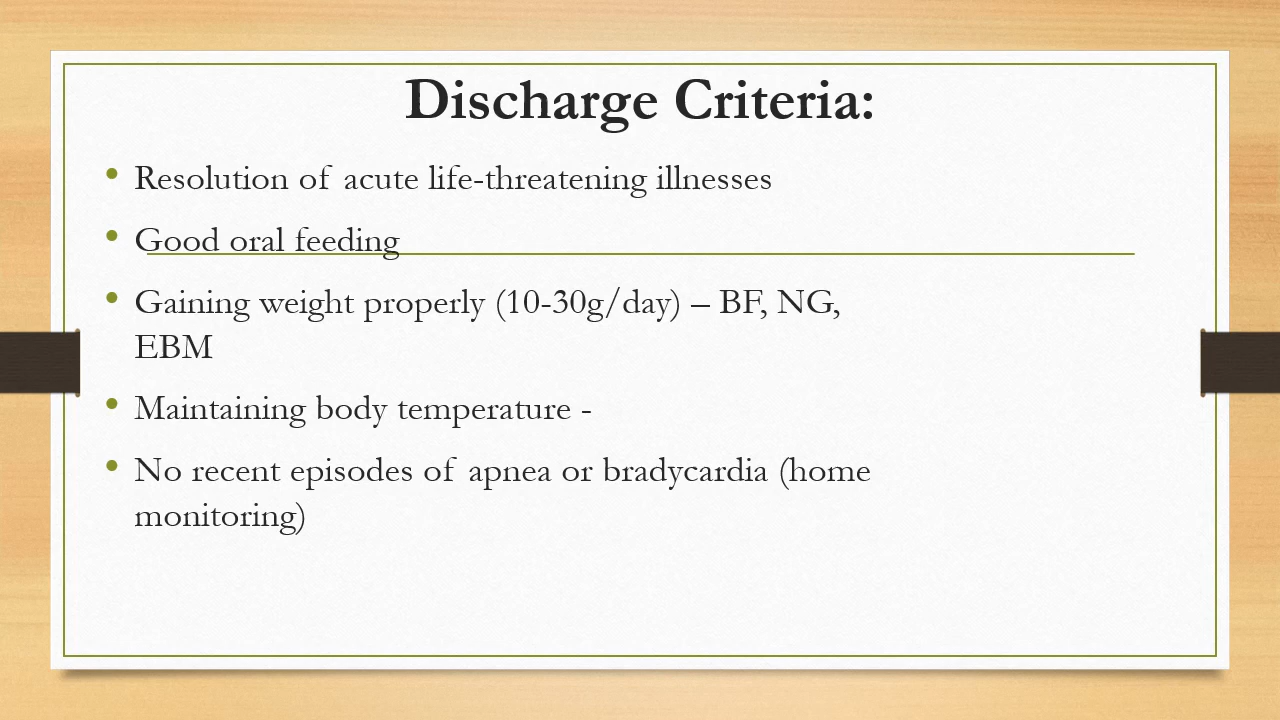 Discharge Criteria:
• Resolution of acute life-threatening illnesses
• Good oral feeding
• Gaining weight properly (10-30g/day) – BF, NG,
EBM
• Maintaining body temperature -
• No recent episodes of apnea or bradycardia (home
monitoring)